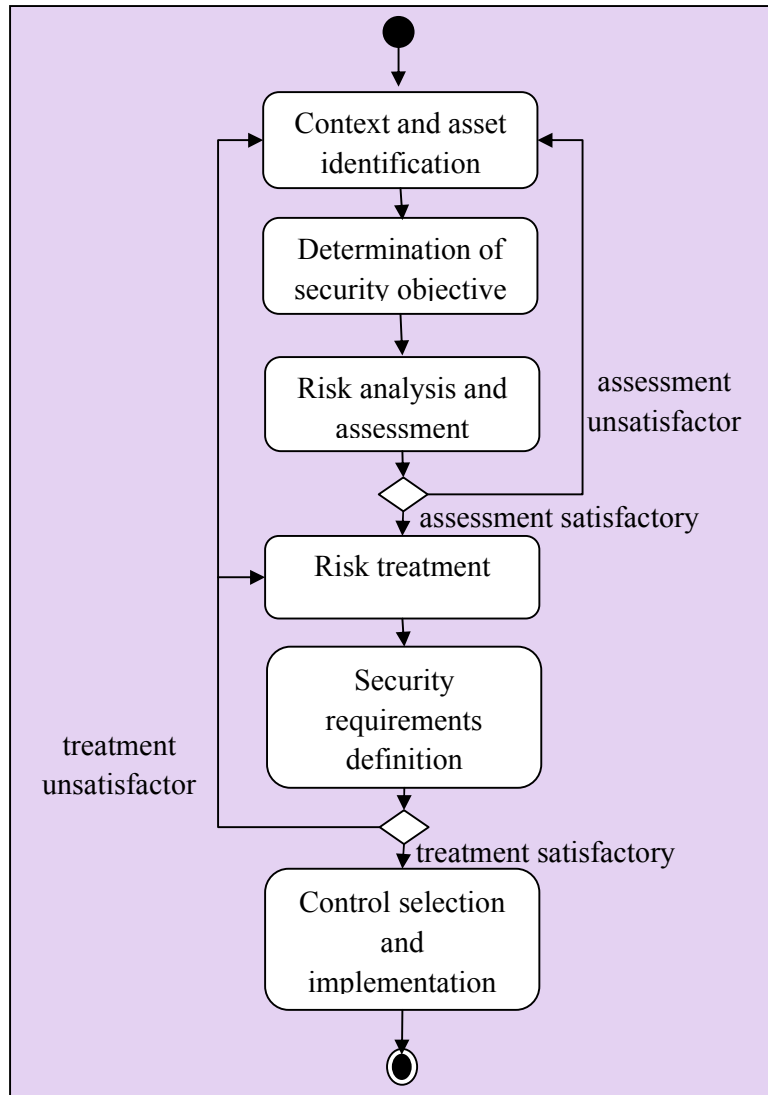 Context and asset
identification
Determination of
security objective
Risk analysis and
assessment
assessment
unsatisfactor
assessment satisfactory
Risk treatment
Security
requirements
definition
treatment
unsatisfactor
treatment satisfactory
Control selection
and
implementation